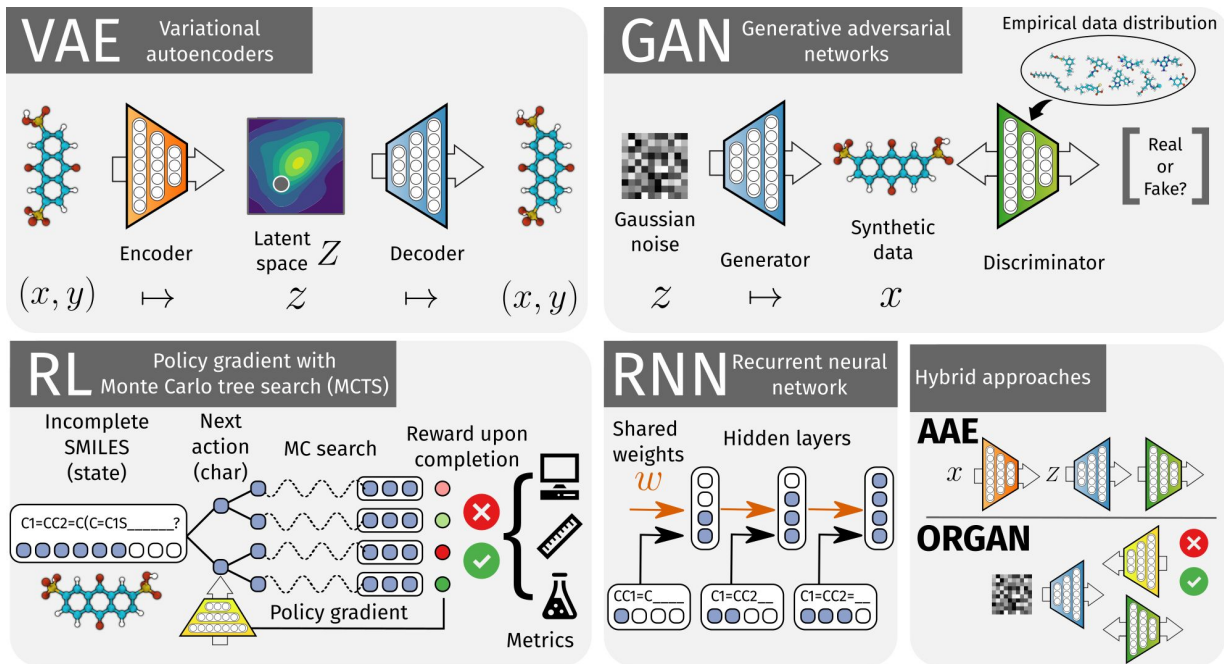 VAE
Variational
autoencoders
Encoder
Latent
space Z
Decoder
(x, y)
↦
z
↦
(x, y)
GAN
Generative adversarial
networks
Empirical data distribution
Real
or
Fake?
Gaussian
noise
Generator
Synthetic
data
Discriminator
z
↦
x
RL
Policy gradient with
Monte Carlo tree search (MCTS)
Incomplete
SMILES
(state)
Next
action
(char)
MC search
Reward upon
completion
C1=CC2=C(C=C1S______?
Policy gradient
Metrics
RNN
Recurrent neural
network
Shared
weights
w
Hidden layers
CC1=C____
C1=CC2__
C1=CC2=__
Hybrid approaches
AAE
x
z
ORGAN